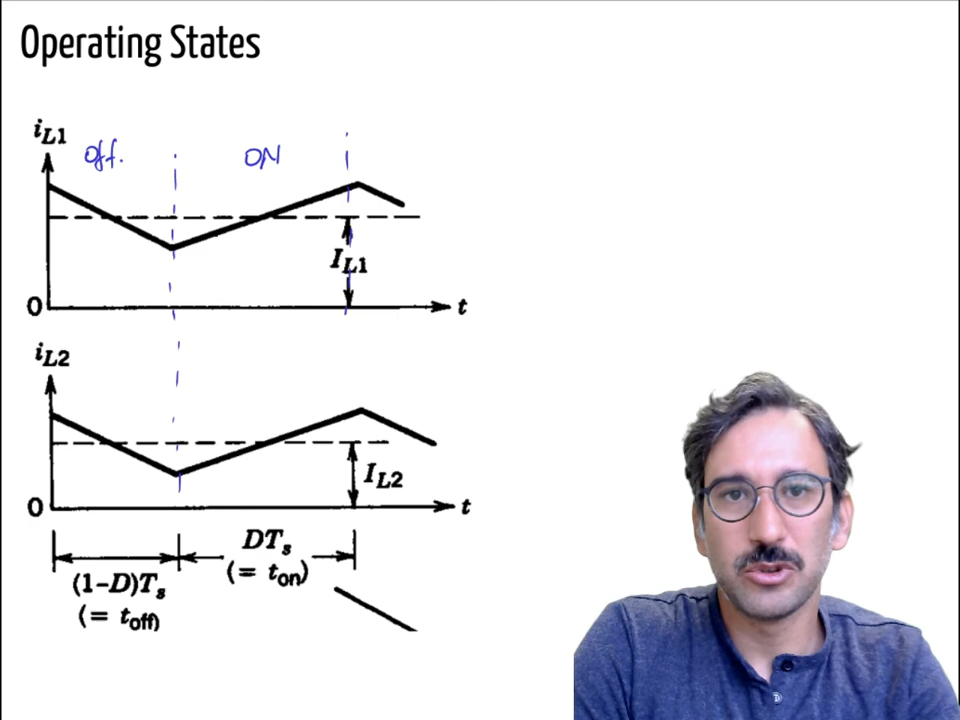 Operating States
iL1
off.
ON
IL1
0
t
iL2
IL2
0
t
DTs
(= ton)
(1-D)Ts
(= toff)